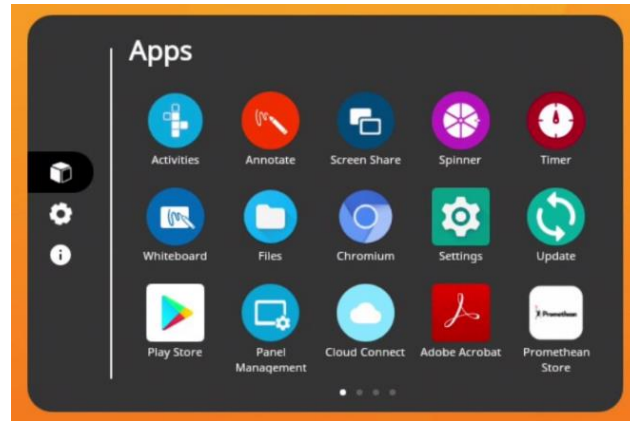 Apps
Activities
Annotate
Screen Share
Spinner
Timer
Whiteboard
Files
Chromium
Settings
Update
Play Store
Panel
Management
Cloud Connect
Adobe Acrobat
Promethean
Store
Promethean